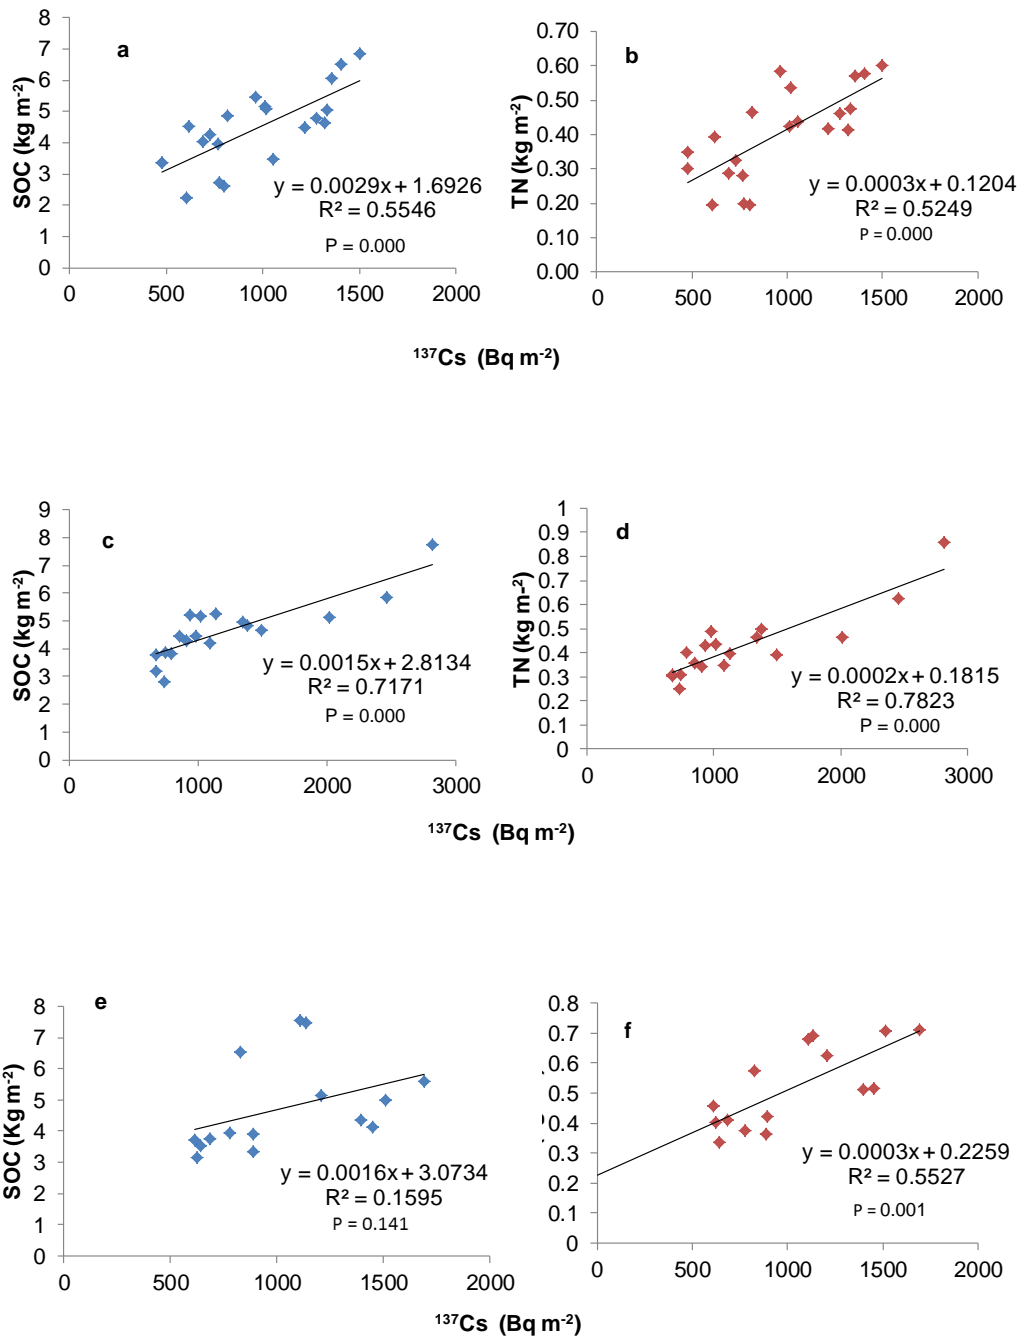 a
SOC (kg m⁻²)
8
7
6
5
4
3
2
1
0
0 500 1000 1500 2000
y = 0.0029x + 1.6926
R² = 0.5546
P = 0.000
b
TN (kg m⁻²)
0.70
0.60
0.50
0.40
0.30
0.20
0.10
0.00
0 500 1000 1500 2000
y = 0.0003x + 0.1204
R² = 0.5249
P = 0.000
¹³⁷Cs (Bq m⁻²)
c
SOC (kg m⁻²)
9
8
7
6
5
4
3
2
1
0
0 1000 2000 3000
y = 0.0015x + 2.8134
R² = 0.7171
P = 0.000
d
TN (kg m-²)
1
0.9
0.8
0.7
0.6
0.5
0.4
0.3
0.2
0.1
0
0 1000 2000 3000
y = 0.0002x + 0.1815
R² = 0.7823
P = 0.000
¹³⁷Cs (Bq m⁻²)
e
SOC (Kg m⁻²)
8
7
6
5
4
3
2
1
0
0 500 1000 1500 2000
y = 0.0016x + 3.0734
R² = 0.1595
P = 0.141
f
0.8
0.7
0.6
0.5
0.4
0.3
0.2
0.1
0
0 500 1000 1500 2000
y = 0.0003x + 0.2259
R² = 0.5527
P = 0.001
¹³⁷Cs (Bq m⁻²)